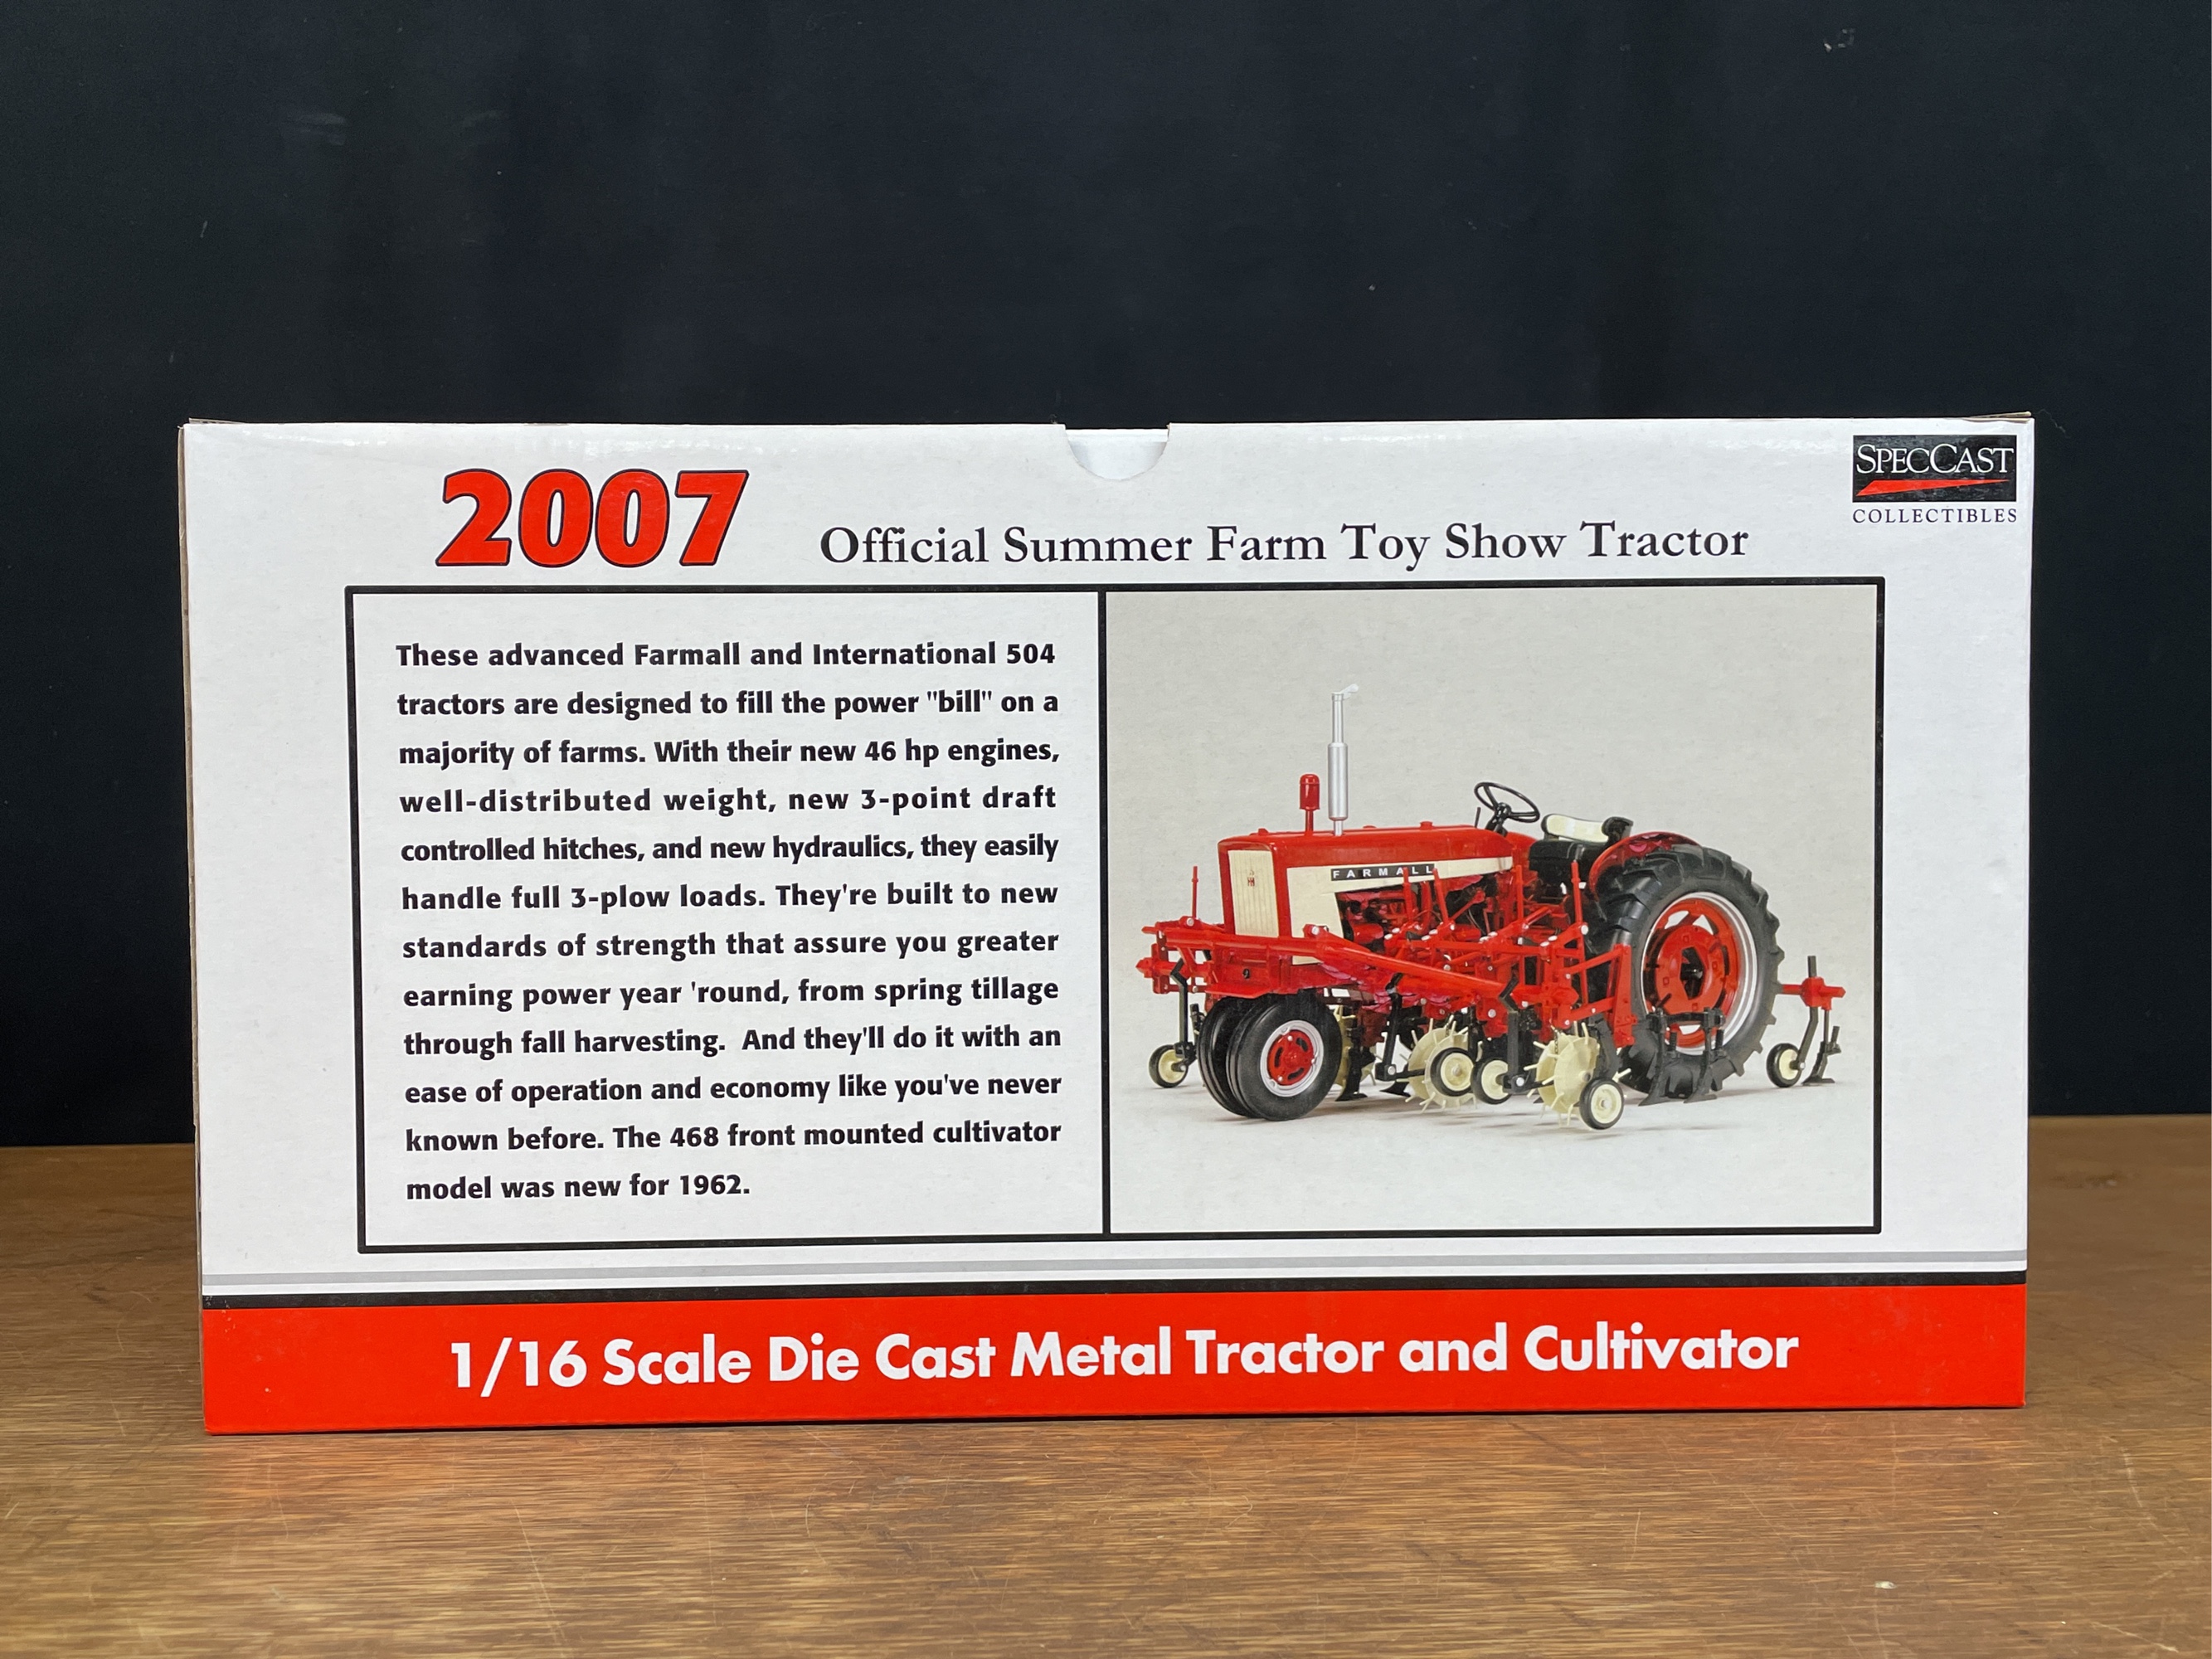 SPECCAST
COLLECTIBLES
2007 Official Summer Farm Toy Show Tractor
These advanced Farmall and International 504
tractors are designed to fill the power "bill" on a
majority of farms. With their new 46 hp engines,
well-distributed weight, new 3-point draft
controlled hitches, and new hydraulics, they easily
handle full 3-plow loads. They're built to new
standards of strength that assure you greater
earning power year 'round, from spring tillage
through fall harvesting.  And they'll do it with an
ease of operation and economy like you've never
known before. The 468 front mounted cultivator
model was new for 1962.
FARMALL
1/16 Scale Die Cast Metal Tractor and Cultivator